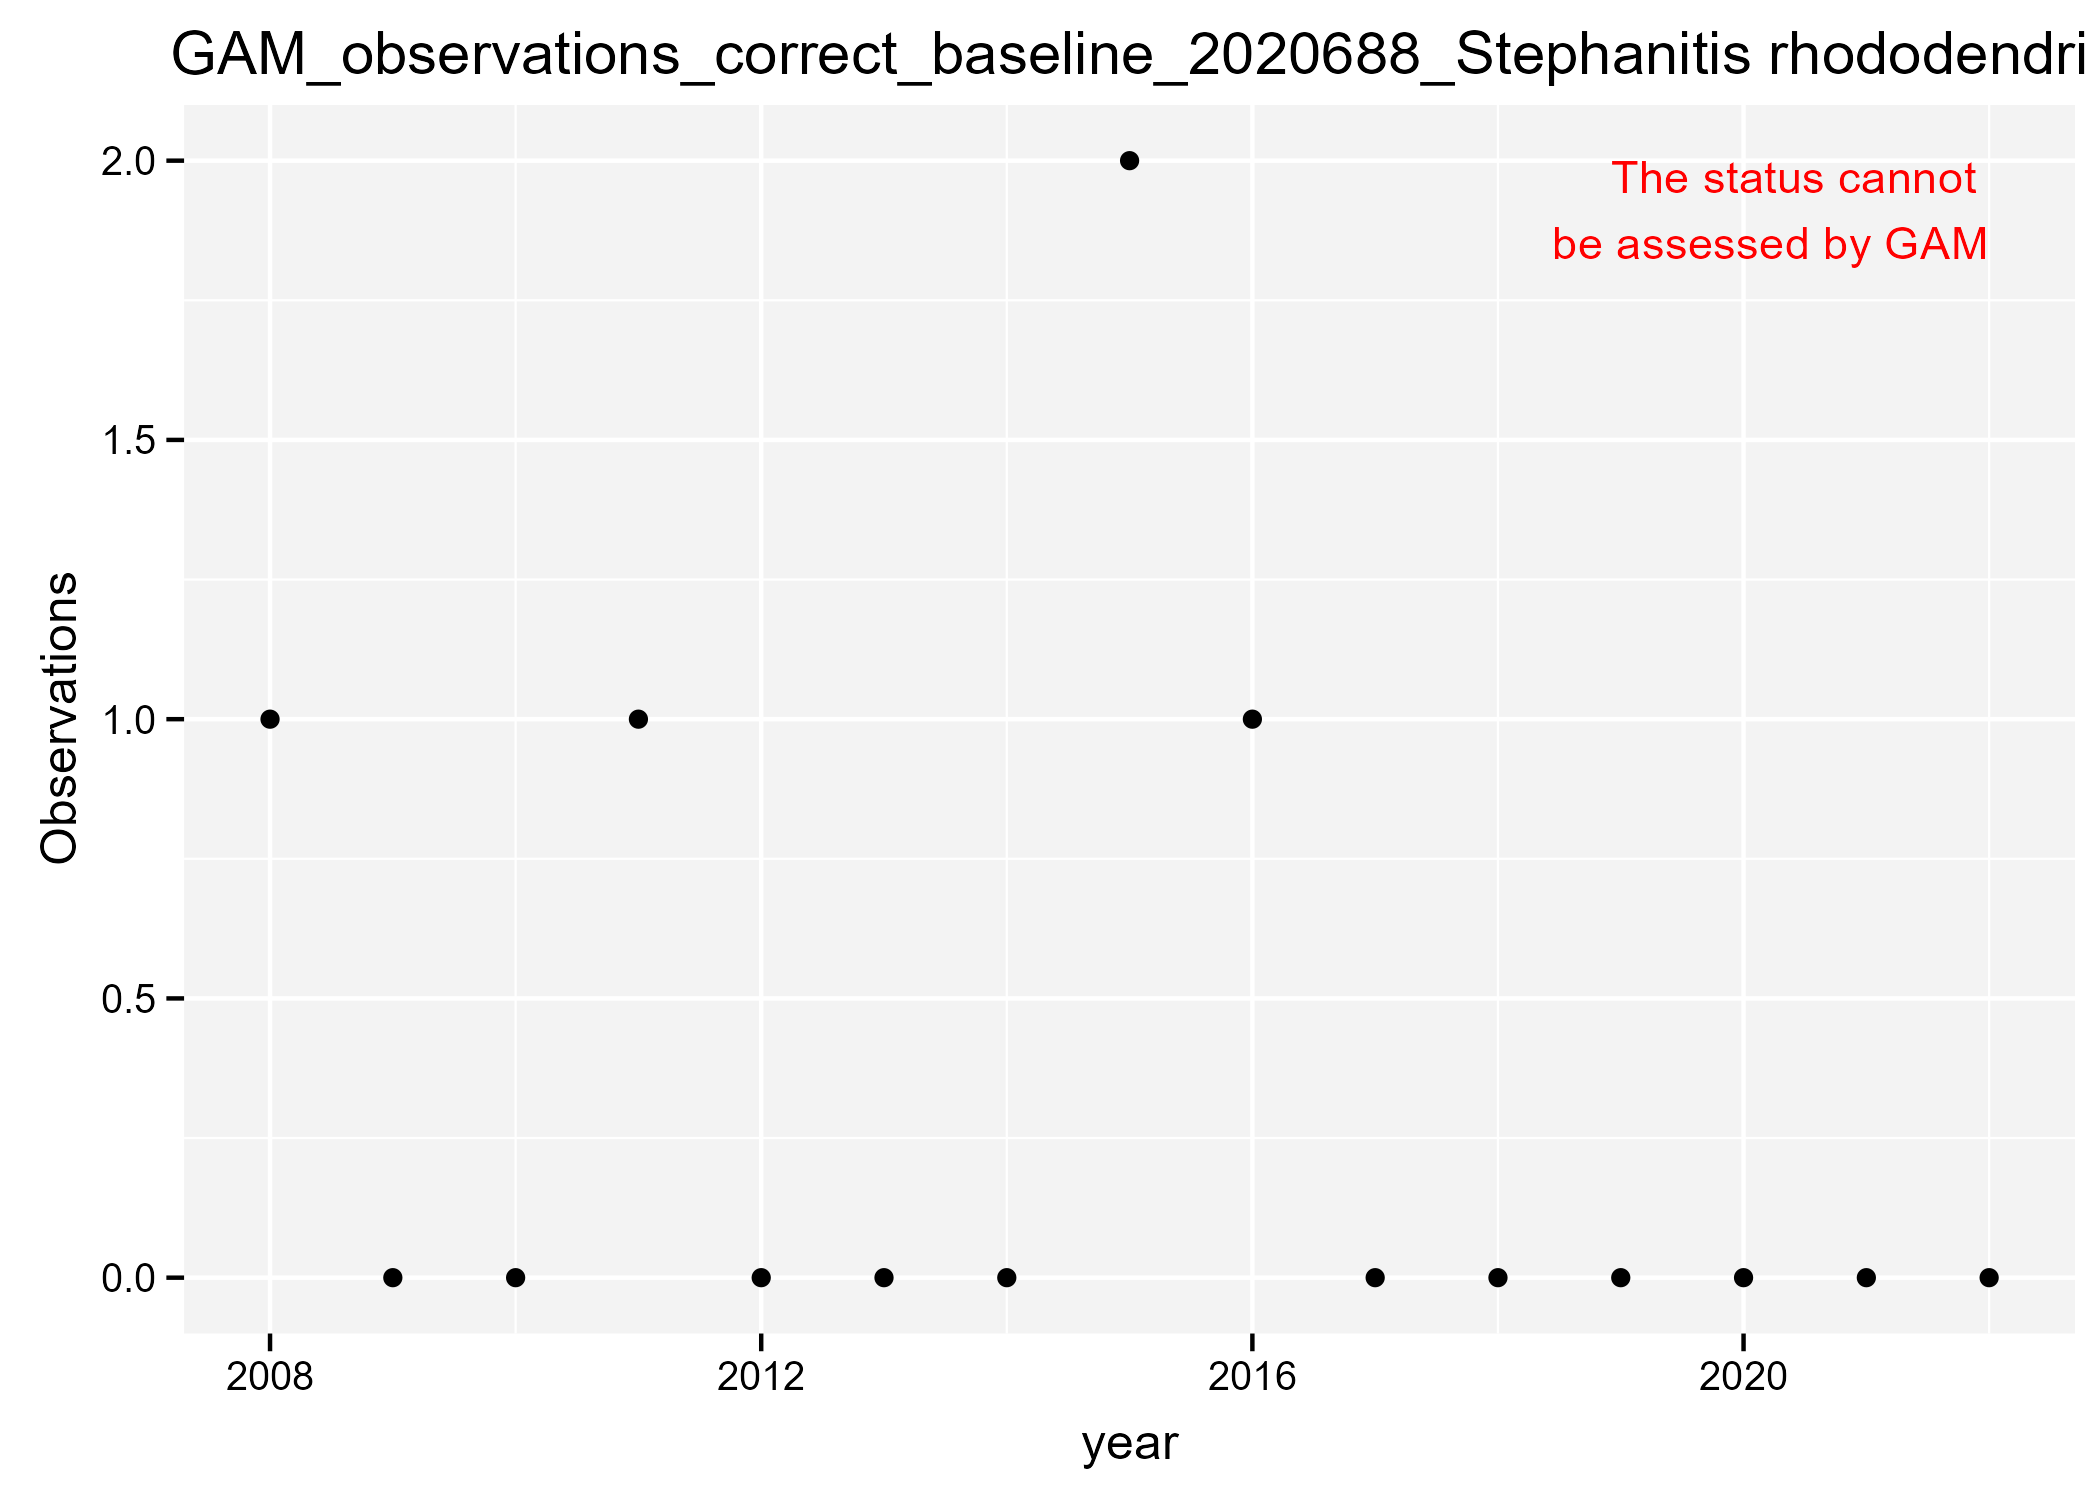 GAM_observations_correct_baseline_2020688_Stephanitis rhododendri
The status cannot
be assessed by GAM
Observations
2.0
1.5
1.0
0.5
0.0
2008
2012
2016
2020
year